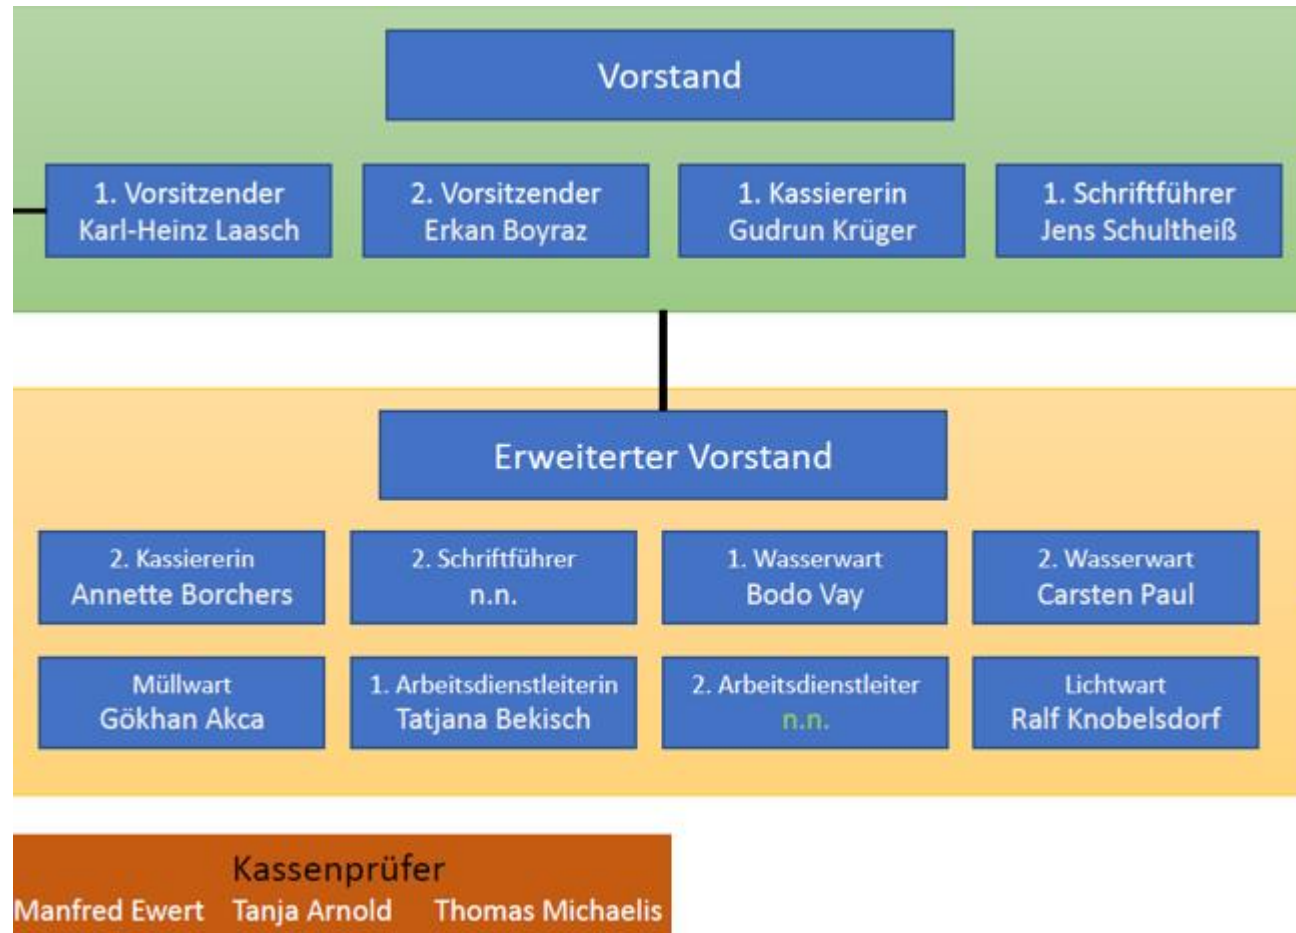 Vorstand
1. Vorsitzender
Karl-Heinz Laasch
2. Vorsitzender
Erkan Boyraz
1. Kassiererin
Gudrun Krüger
1. Schriftführer
Jens Schultheiß
Erweiterter Vorstand
2. Kassiererin
Annette Borchers
2. Schriftführer
n.n.
1. Wasserwart
Bodo Vay
2. Wasserwart
Carsten Paul
Müllwart
Gökhan Akca
1. Arbeitsdienstleiterin
Tatjana Bekisch
2. Arbeitsdienstleiter
n.n.
Lichtwart
Ralf Knobelsdorf
Kassenprüfer
Manfred Ewert Tanja Arnold Thomas Michaelis